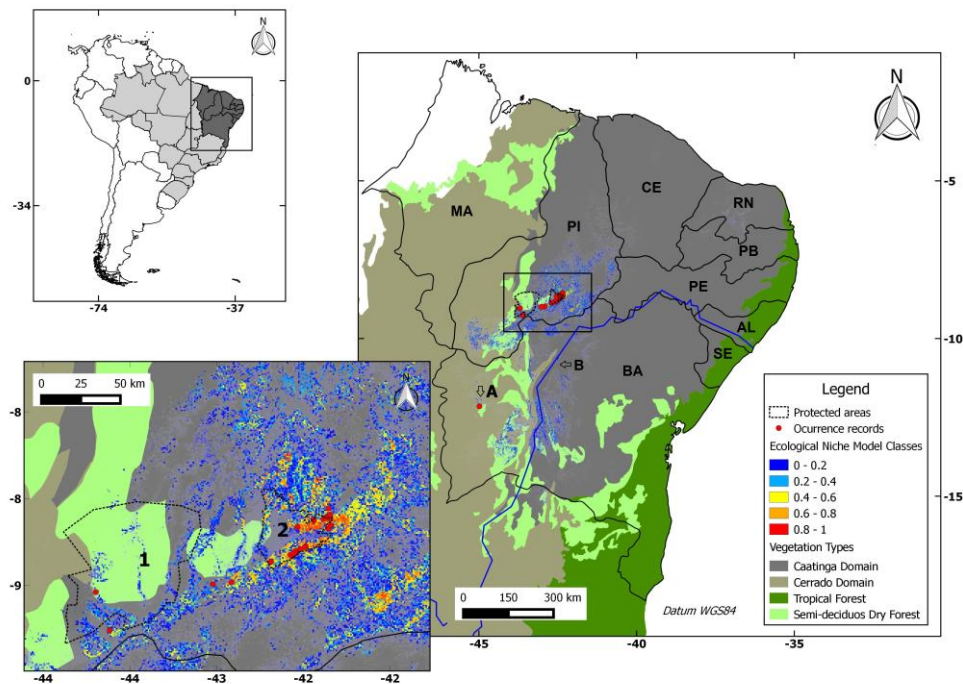 N
0
-34
-74
-37
N
-5
-10
-15
-45
-40
-35
MA
PI
CE
RN
PB
PE
AL
SE
BA
A
B
0 150 300 km
Datum WGS84
Legend
Protected areas
Ocurrence records
Ecological Niche Model Classes
0 - 0.2
0.2 - 0.4
0.4 - 0.6
0.6 - 0.8
0.8 - 1
Vegetation Types
Caatinga Domain
Cerrado Domain
Tropical Forest
Semi-deciduos Dry Forest
0 25 50 km
N
-8
-8
-9
1
2
-44
-44
-43
-42
-42